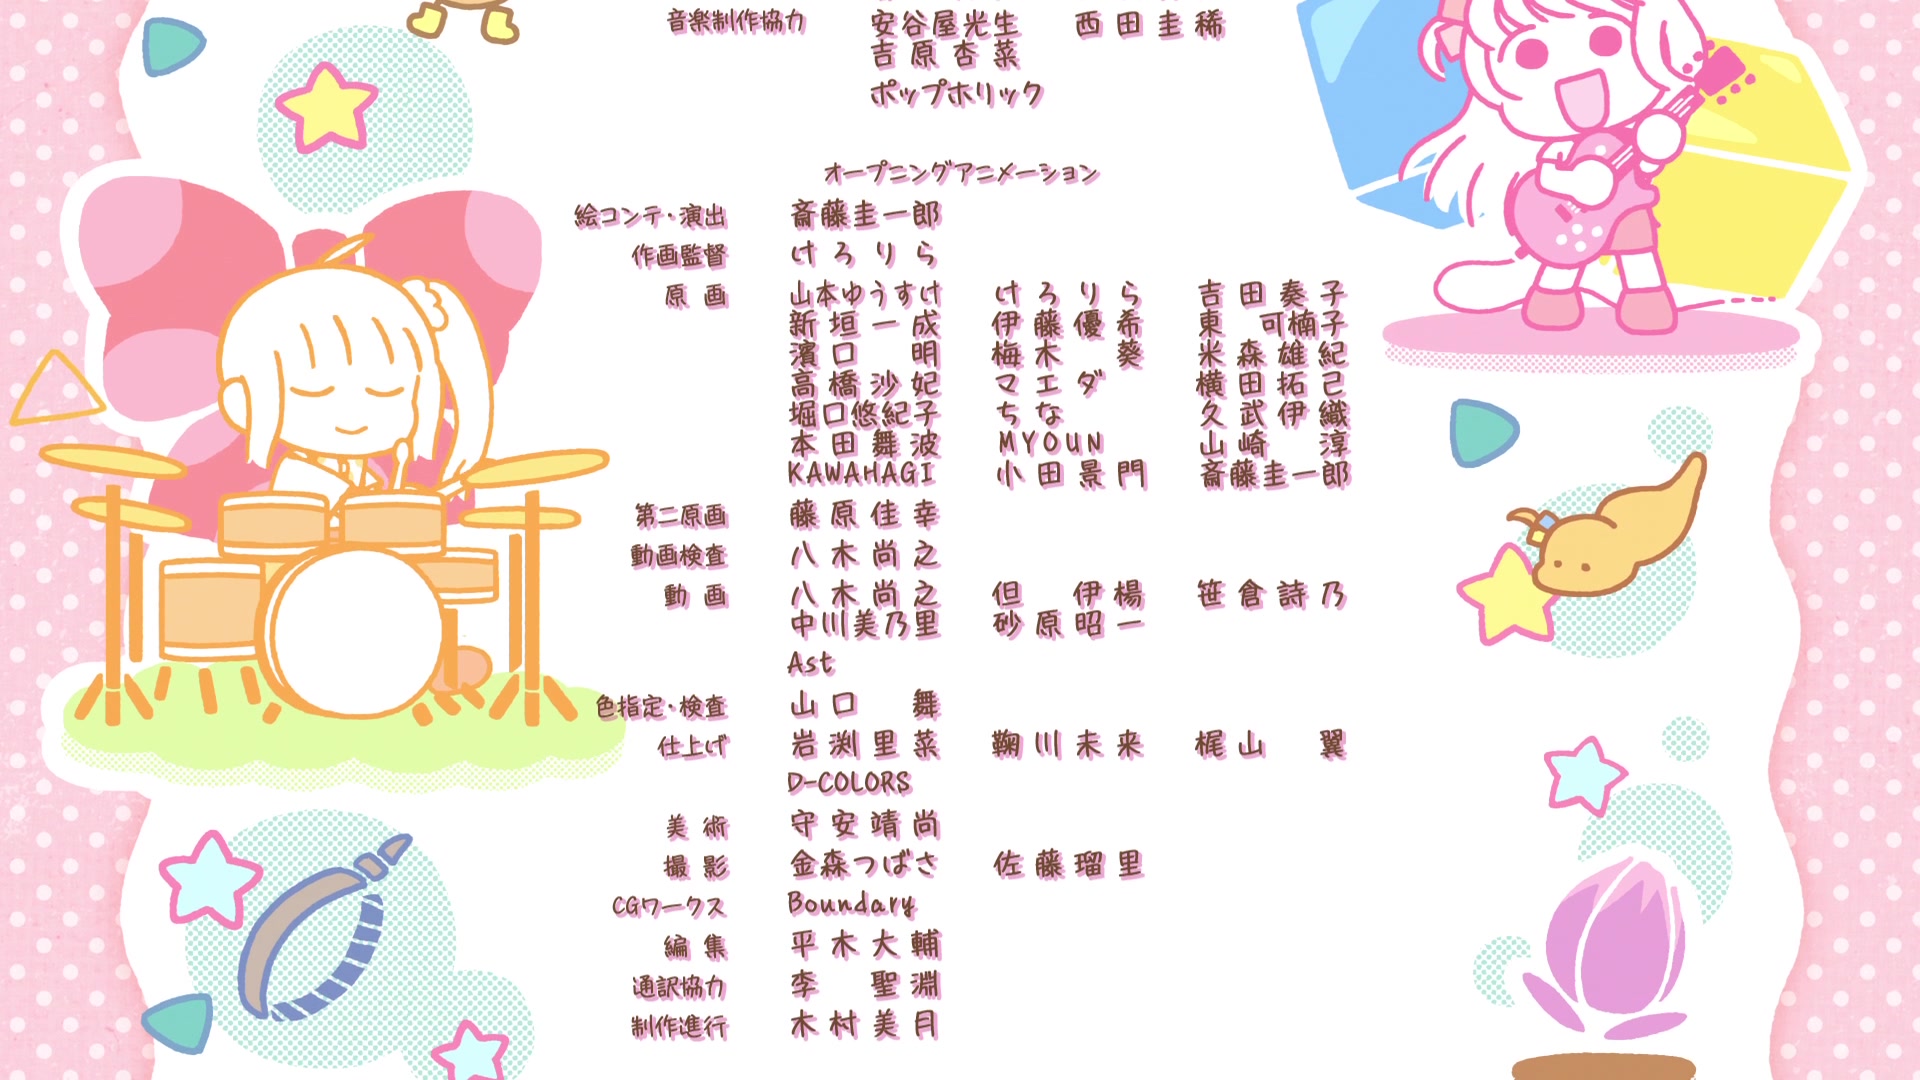 音楽制作協力 安谷屋光生 西田圭稀
吉原杏菜
ポップホリック
オープニングアニメーション
絵コンテ・演出 斎藤圭一郎
作画監督 けろりら
原画 山本ゆうすけ けろりら 吉田奏子
新垣一成 伊藤優希 東 可楠子
濱口 明 梅木 葵 米森雄紀
高橋沙妃 マエダ 横田拓己
堀口悠紀子 ちな 久武伊織
本田舞波 MYOUN 山崎 淳
KAWAHAGI 小田景門 斎藤圭一郎
第二原画 藤原佳幸
動画検査 八木尚之
動画 八木尚之 但 伊楊 笹倉詩乃
中川美乃里 砂原昭一
Ast
色指定・検査 山口 舞
仕上げ 岩渕里菜 鞠川未来 梶山 翼
D-COLORS
美術 守安靖尚
撮影 金森つばさ 佐藤瑠里
CGワークス Boundary
編集 平木大輔
通訳協力 李 聖淵
制作進行 木村美月